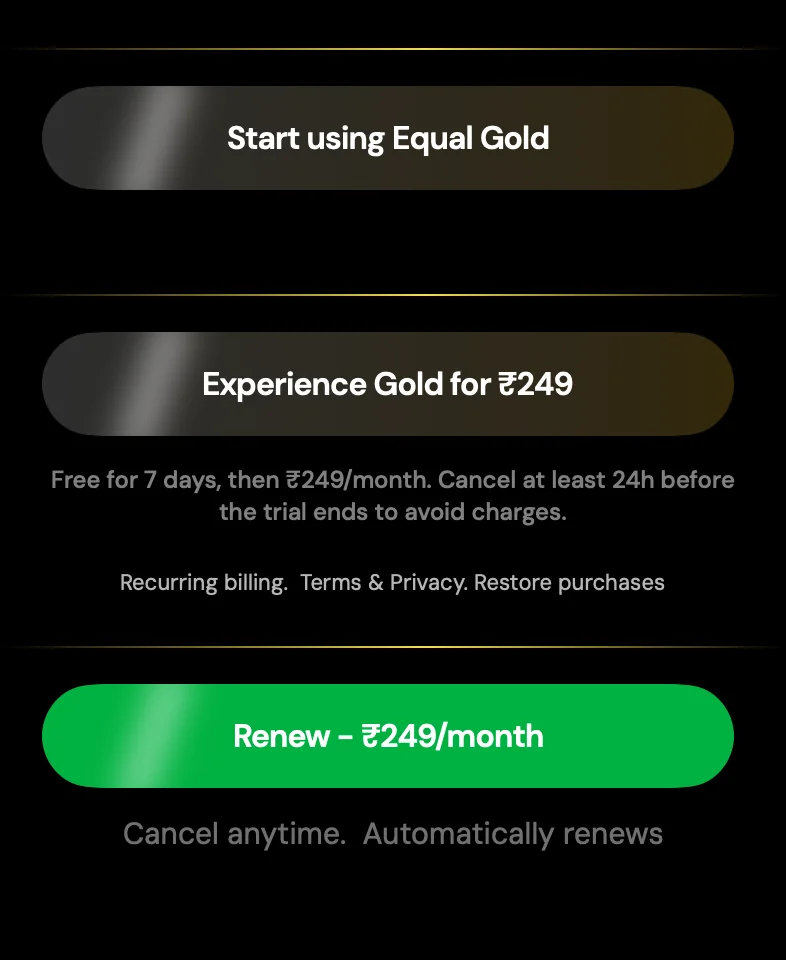 Start using Equal Gold
Experience Gold for ₹249
Free for 7 days, then ₹249/month. Cancel at least 24h before
the trial ends to avoid charges.
Recurring billing.  Terms & Privacy. Restore purchases
Renew - ₹249/month
Cancel anytime.  Automatically renews